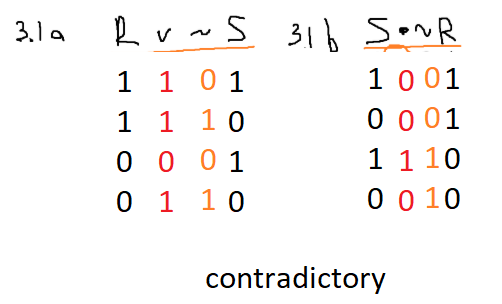 3.1a R v ~ S 3.1b S • ~ R
1 1 0 1 1 0 0 1
1 1 1 0 0 0 0 1
0 0 0 1 1 1 1 0
0 1 1 0 0 0 1 0
contradictory